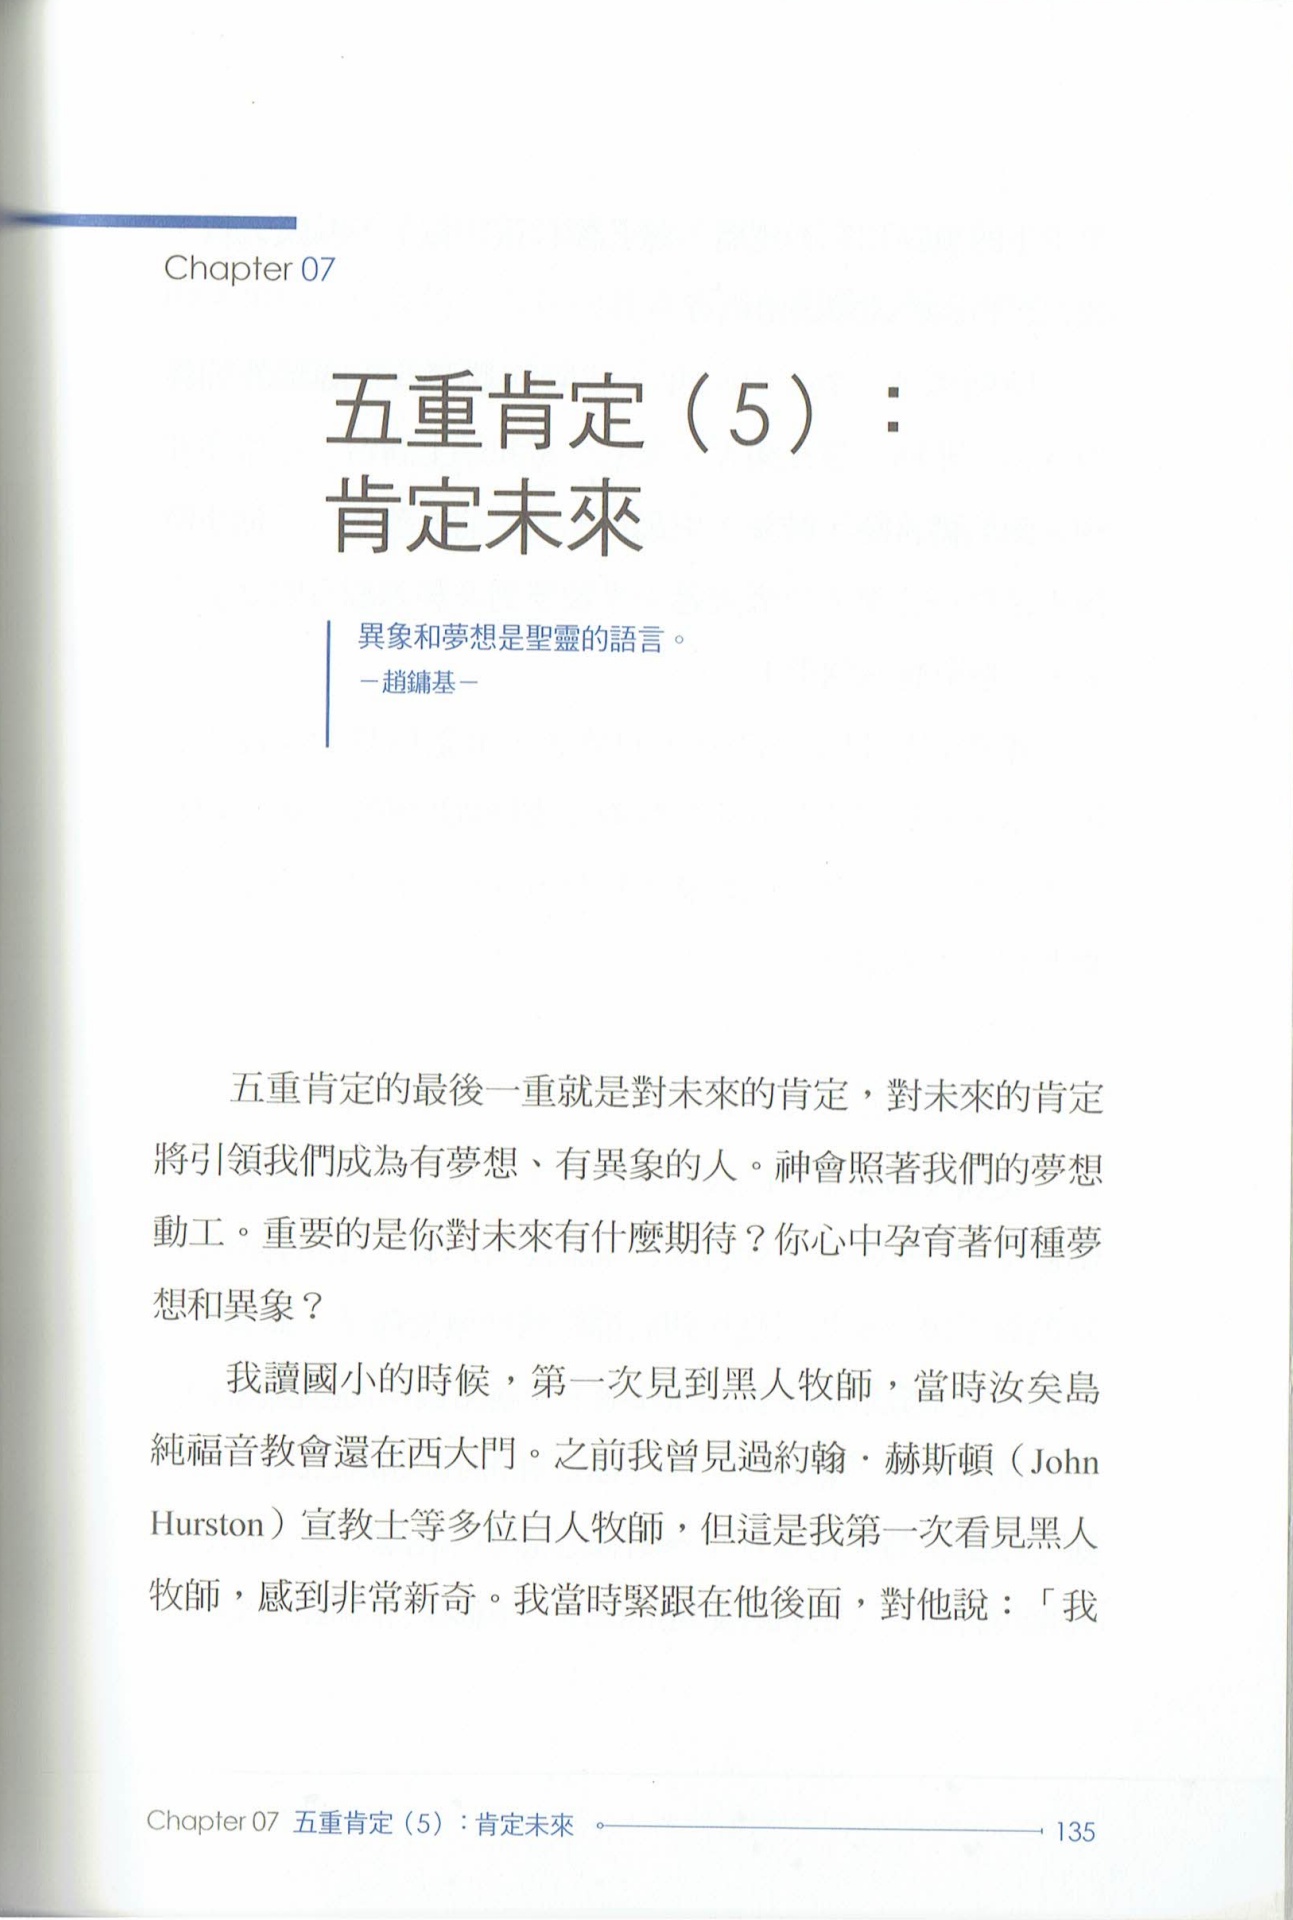 Chapter 07
五重肯定（5）：
肯定未來
異象和夢想是聖靈的語言。
－趙鏞基－
五重肯定的最後一重就是對未來的肯定，對未來的肯定
將引領我們成為有夢想、有異象的人。神會照著我們的夢想
動工。重要的是你對未來有什麼期待？你心中孕育著何種夢
想和異象？
我讀國小的時候，第一次見到黑人牧師，當時汝矣島
純福音教會還在西大門。之前我曾見過約翰．赫斯頓（John
Hurston）宣教士等多位白人牧師，但這是我第一次看見黑人
牧師，感到非常新奇。我當時緊跟在他後面，對他說：「我
Chapter 07 五重肯定（5）：肯定未來 135